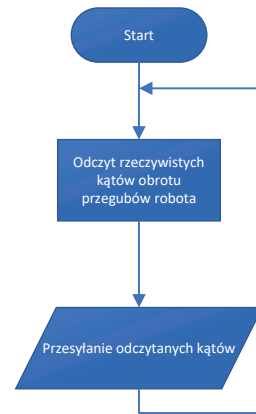 Start
Odczyt rzeczywistych
kątów obrotu
przegubów robota
Przesyłanie odczytanych kątów